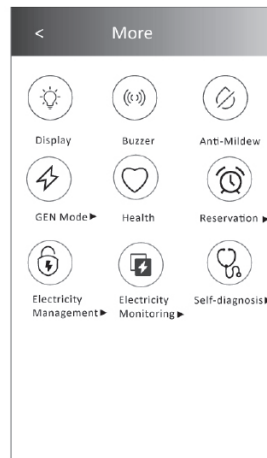 < More
Display Buzzer Anti-Mildew
GEN Mode▶ Health Reservation▶
Electricity Electricity Self-diagnosis▶
Management▶ Monitoring▶